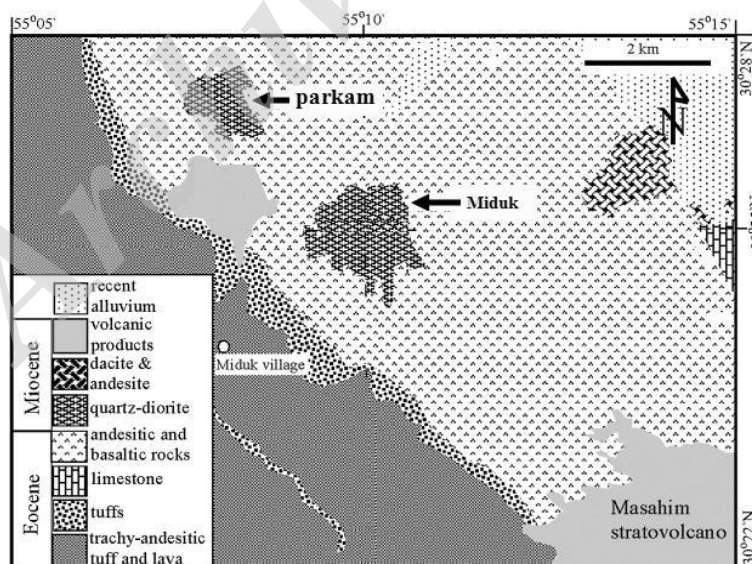 55°05'
55°10'
55°15'
30°28'N
2 km
parkam
Miduk
Miduk village
recent
alluvium
volcanic
products
dacite &
andesite
quartz-diorite
andesitic and
basaltic rocks
limestone
tuffs
trachy-andesitic
tuff and lava
Miocene
Eocene
Masahim
stratovolcano
30°22'N